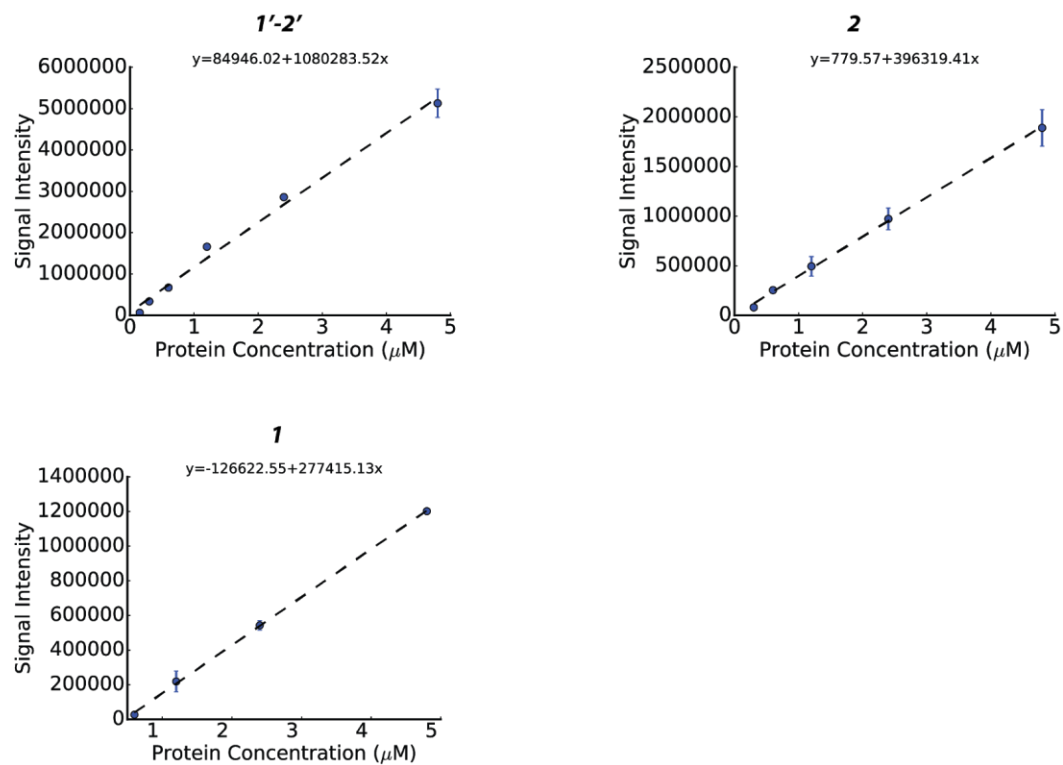 1'-2'
y=84946.02+1080283.52x
6000000
5000000
4000000
3000000
2000000
1000000
0
Signal Intensity
0 1 2 3 4 5
Protein Concentration (μM)
2
y=779.57+396319.41x
2500000
2000000
1500000
1000000
500000
0
Signal Intensity
0 1 2 3 4 5
Protein Concentration (μM)
1
y=-126622.55+277415.13x
1400000
1200000
1000000
800000
600000
400000
200000
0
Signal Intensity
1 2 3 4 5
Protein Concentration (μM)